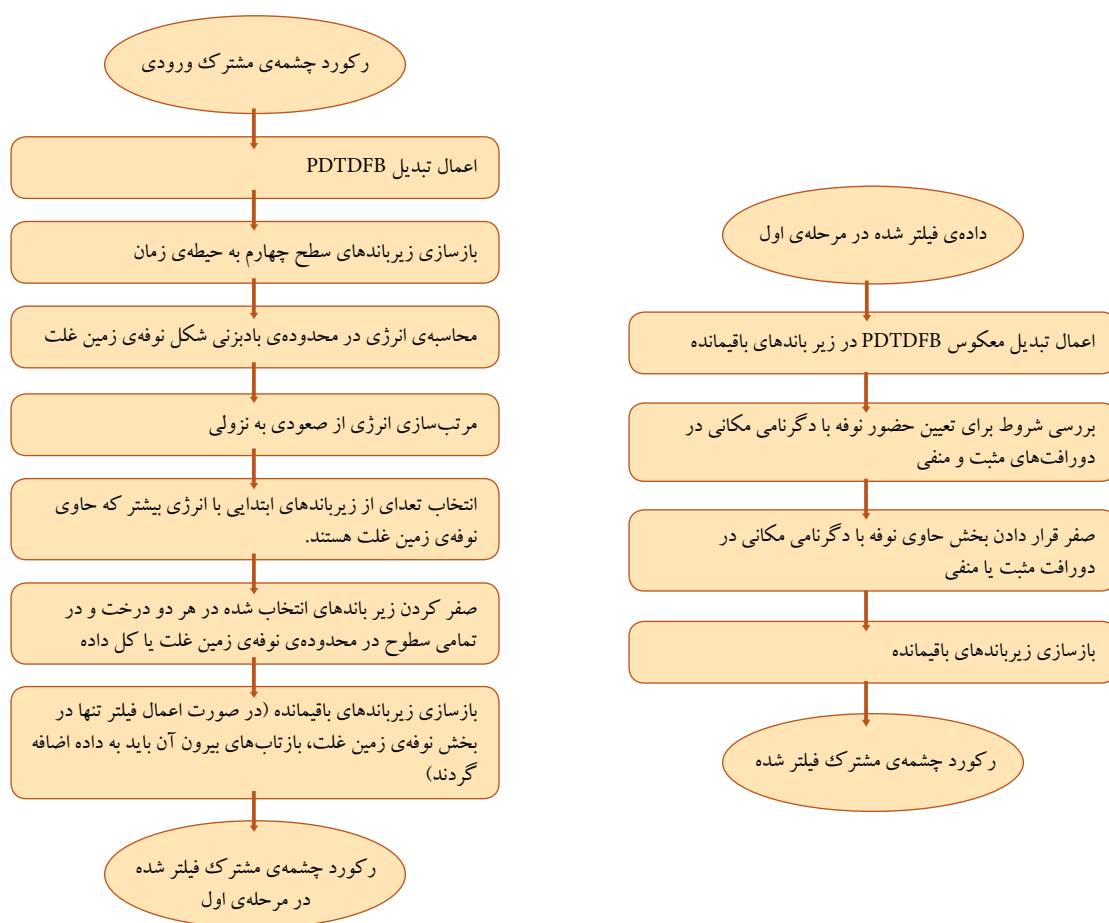 رکورد چشمه‌ی مشترک ورودی
اعمال تبدیل PDTDFB
بازسازی زیرباندهای سطح چهارم به حیطه‌ی زمان
محاسبه‌ی انرژی در محدوده‌ی بادبزنی شکل نوفه‌ی زمین غلت
مرتب‌سازی انرژی از صعودی به نزولی
انتخاب تعدای از زیرباندهای ابتدایی با انرژی بیشتر که حاوی
نوفه‌ی زمین غلت هستند.
صفر کردن زیر باندهای انتخاب شده در هر دو درخت و در
تمامی سطوح در محدوده‌ی نوفه‌ی زمین غلت یا کل داده
بازسازی زیرباندهای باقیمانده (در صورت اعمال فیلتر تنها در
بخش نوفه‌ی زمین غلت، بازتاب‌های بیرون آن باید به داده اضافه
گردند)
رکورد چشمه‌ی مشترک فیلتر شده
در مرحله‌ی اول
داده‌ی فیلتر شده در مرحله‌ی اول
اعمال تبدیل معکوس PDTDFB در زیر باندهای باقیمانده
بررسی شروط برای تعیین حضور نوفه با دگرنامی مکانی در
دورافت‌های مثبت و منفی
صفر قرار دادن بخش حاوی نوفه با دگرنامی مکانی در
دورافت مثبت یا منفی
بازسازی زیرباندهای باقیمانده
رکورد چشمه‌ی مشترک فیلتر شده